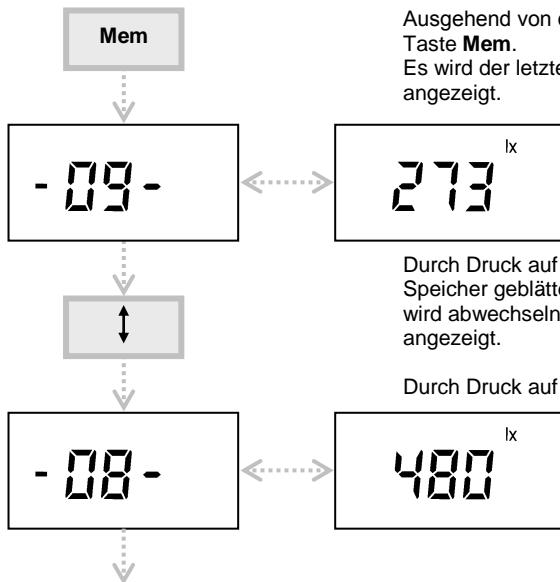 Mem
Ausgehend von
Taste Mem.
Es wird der letzte
angezeigt.
-09-
lx
273
Durch Druck auf
Speicher geblätte
wird abwechseln
angezeigt.
Durch Druck auf
-08-
lx
480